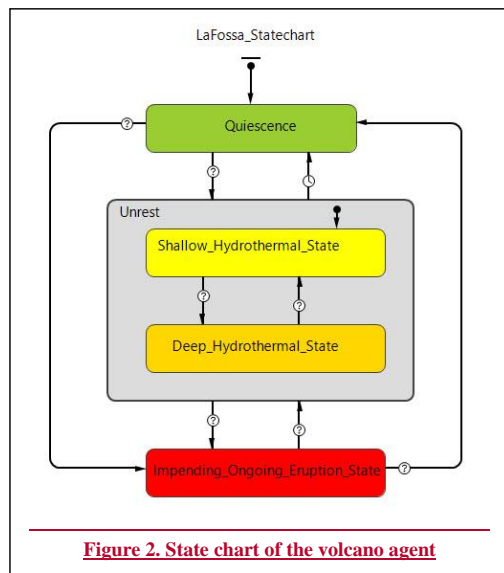 LaFossa_Statechart
Quiescence
Unrest
Shallow_Hydrothermal_State
Deep_Hydrothermal_State
Impending_Ongoing_Eruption_State
Figure 2. State chart of the volcano agent